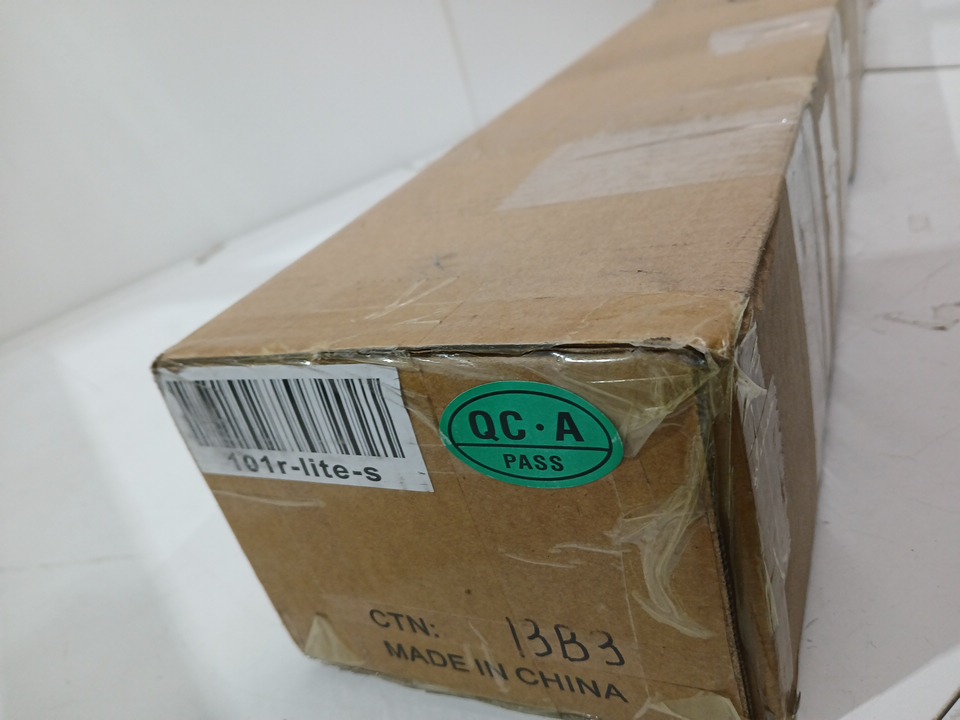 101r-lite-s
QC·A
PASS
CTN: 13B3
MADE IN CHINA